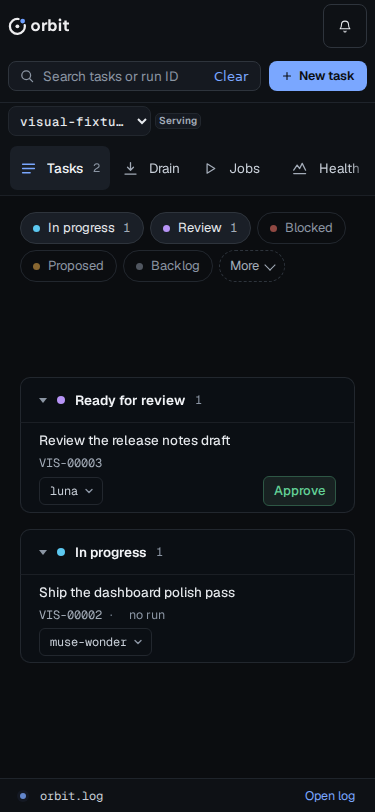 orbit
Search tasks or run ID Clear
+ New task
visual-fixtu… Serving
Tasks 2 Drain Jobs Health
In progress 1 Review 1 Blocked
Proposed Backlog More
Ready for review 1
Review the release notes draft
VIS-00003
luna Approve
In progress 1
Ship the dashboard polish pass
VIS-00002 · no run
muse-wonder
orbit.log Open log